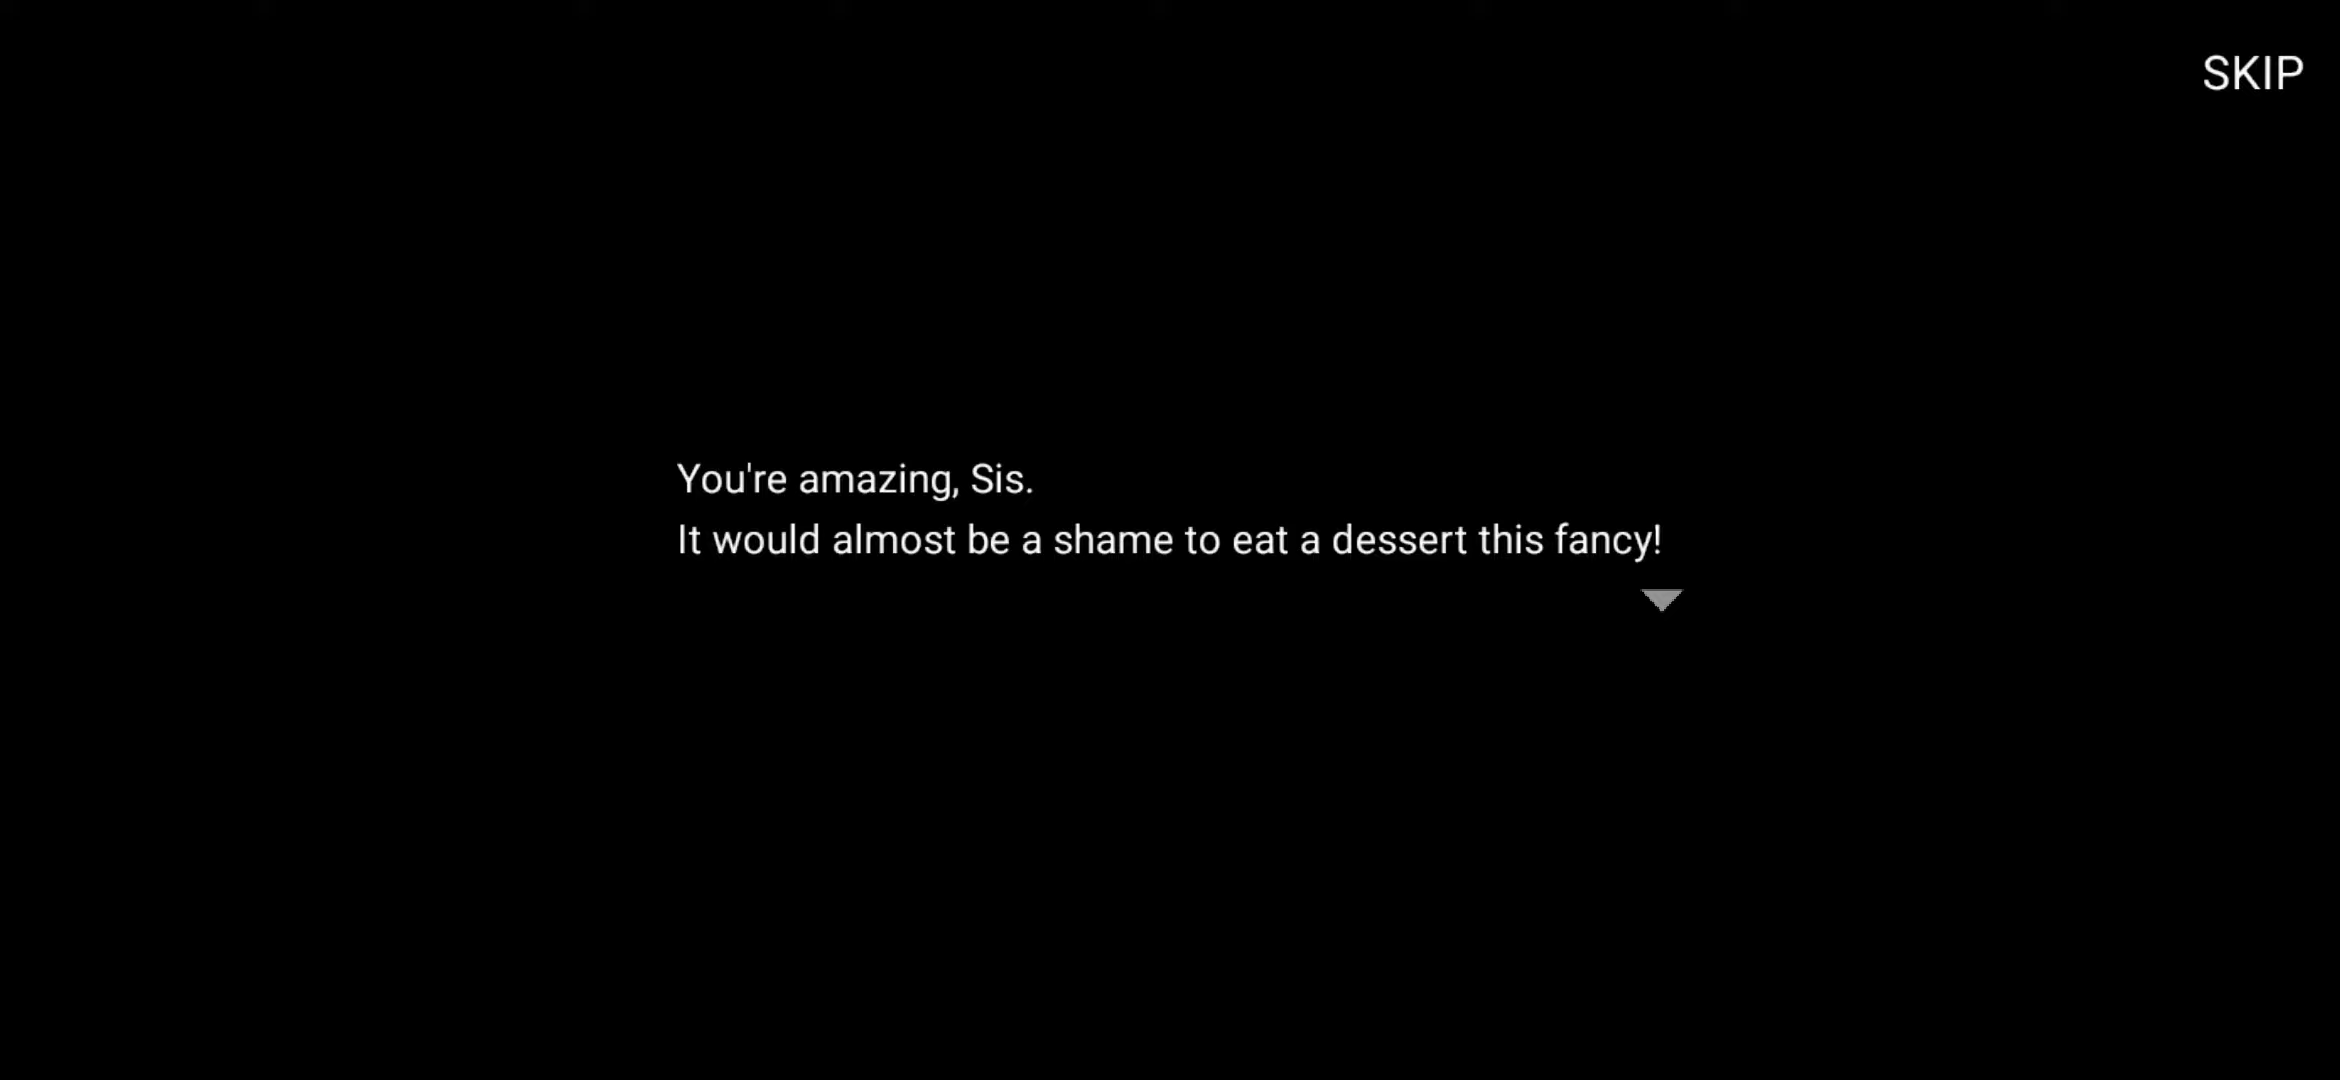 SKIP
You're amazing, Sis.
It would almost be a shame to eat a dessert this fancy!